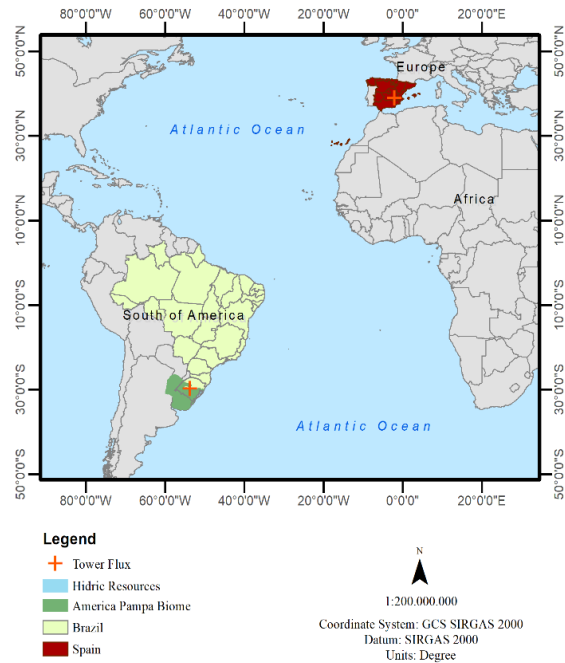 80°0'0"W 60°0'0"W 40°0'0"W 20°0'0"W 0°0'0" 20°0'0"E
50°0'0"N
30°0'0"N
10°0'0"N
10°0'0"S
30°0'0"S
50°0'0"S
Europe
Atlantic Ocean
Africa
South of America
Atlantic Ocean
50°0'0"N
30°0'0"N
10°0'0"N
10°0'0"S
30°0'0"S
50°0'0"S
80°0'0"W 60°0'0"W 40°0'0"W 20°0'0"W 0°0'0" 20°0'0"E
Legend
Tower Flux
Hidric Resources
America Pampa Biome
Brazil
Spain
N
1:200.000.000
Coordinate System: GCS SIRGAS 2000
Datum: SIRGAS 2000
Units: Degree